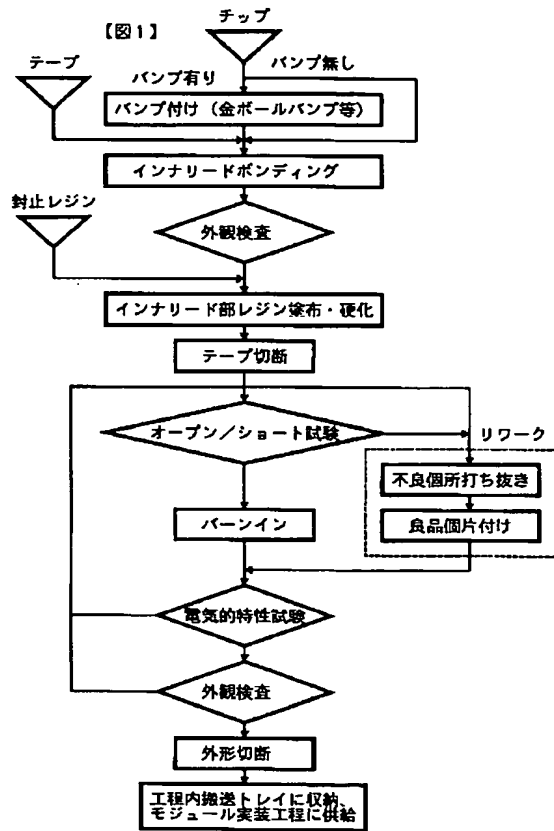 【図1】
チップ
テープ
バンプ有り
バンプ無し
バンプ付け（金ボールバンプ等）
インナリードボンディング
封止レジン
外観検査
インナリード部レジン塗布・硬化
テープ切断
オープン／ショート試験
リワーク
不良個所打ち抜き
良品個片付け
バーンイン
電気的特性試験
外観検査
外形切断
工程内搬送トレイに収納、
モジュール実装工程に供給